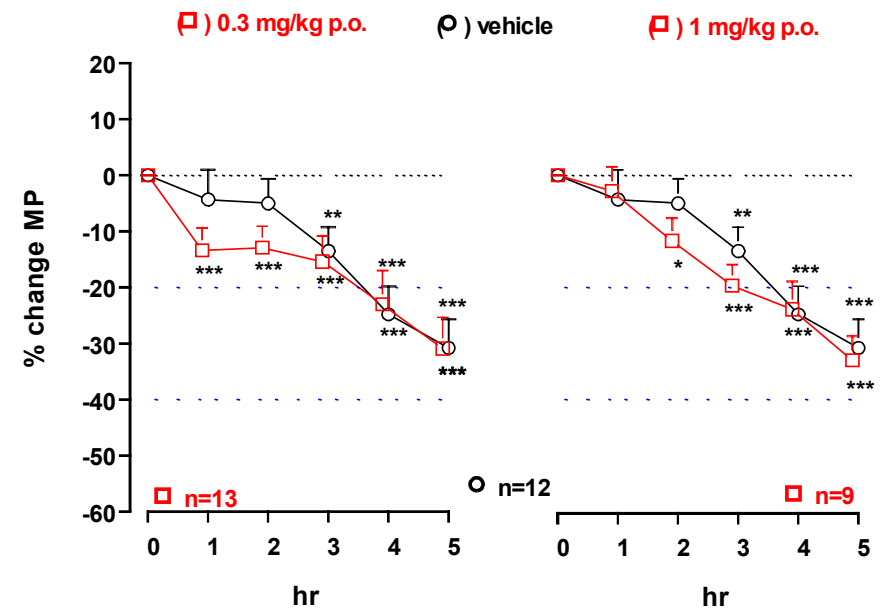 (□) 0.3 mg/kg p.o. (O) vehicle (□) 1 mg/kg p.o.
20
10
0
-10
-20
-30
-40
-50
-60
% change MP
**
***
***
***
***
***
***
***
***
**
*
***
***
***
***
***
n=13
n=12
n=9
0 1 2 3 4 5
0 1 2 3 4 5
hr
hr